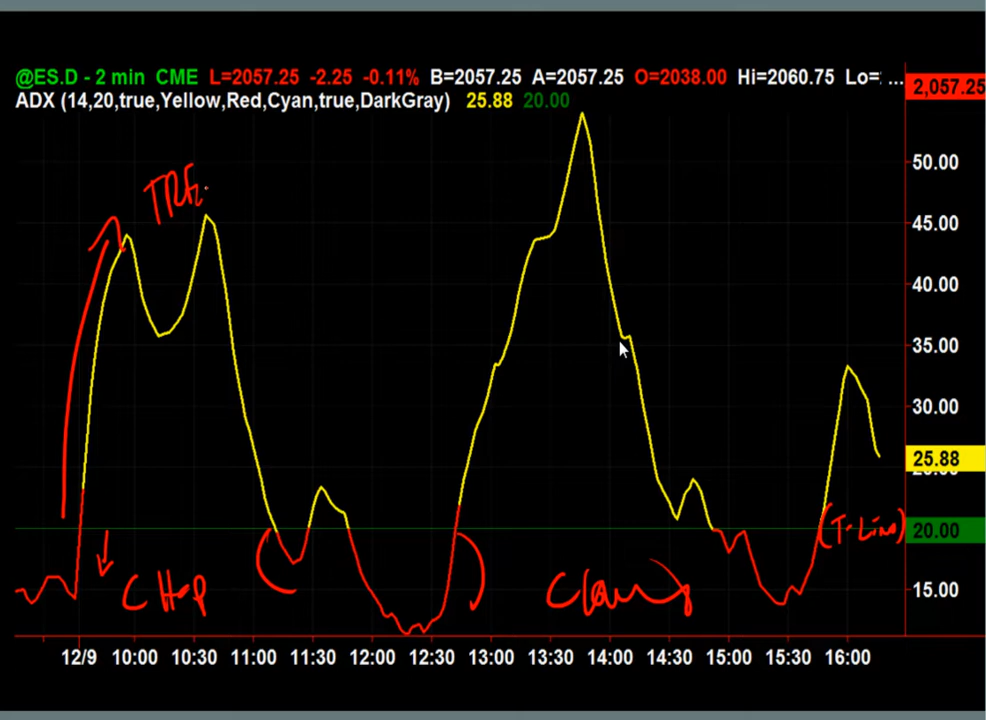 @ES.D - 2 min CME L=2057.25 -2.25 -0.11% B=2057.25 A=2057.25 O=2038.00 Hi=2060.75 Lo=: ...
2,057.25
ADX (14,20,true,Yellow,Red,Cyan,true,DarkGray) 25.88 20.00
50.00
45.00
40.00
35.00
30.00
25.88
(T-Line)
20.00
CHOP
15.00
12/9 10:00 10:30 11:00 11:30 12:00 12:30 13:00 13:30 14:00 14:30 15:00 15:30 16:00